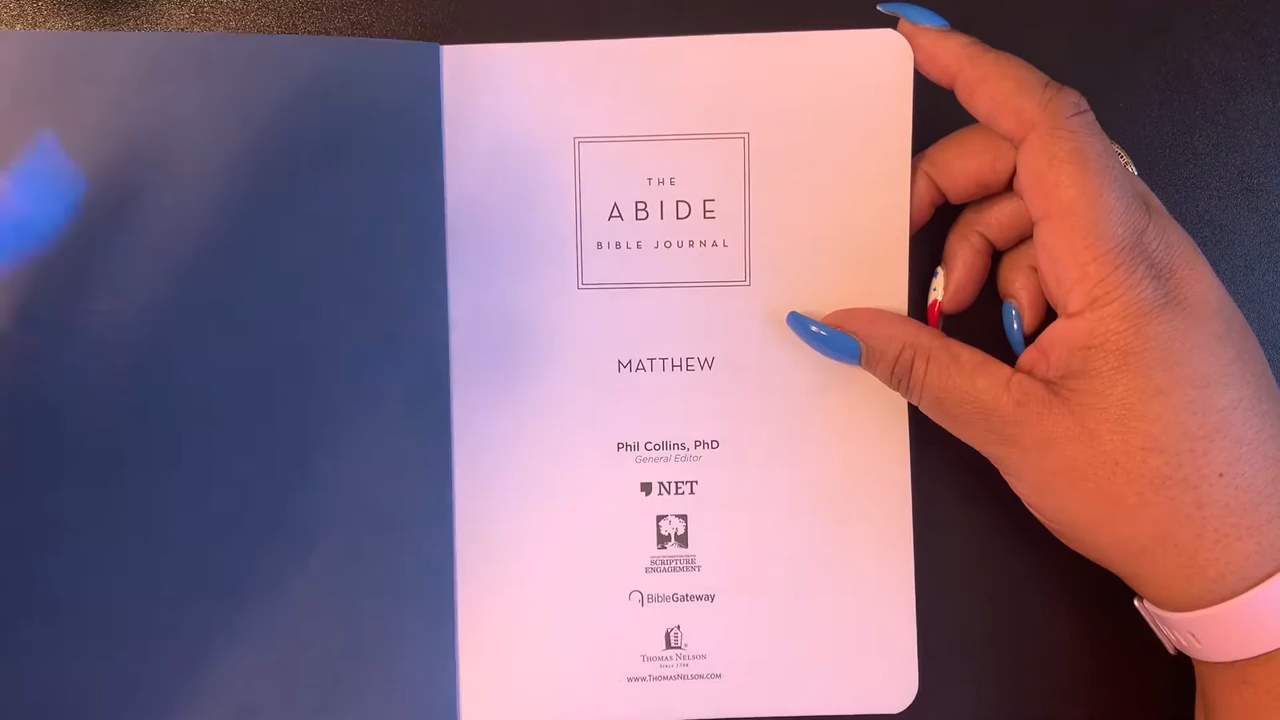 THE
ABIDE
BIBLE JOURNAL
MATTHEW
Phil Collins, PhD
General Editor
NET
SCRIPTURE
ENGAGEMENT
BibleGateway
THOMAS NELSON
Since 1798
WWW.THOMASNELSON.COM